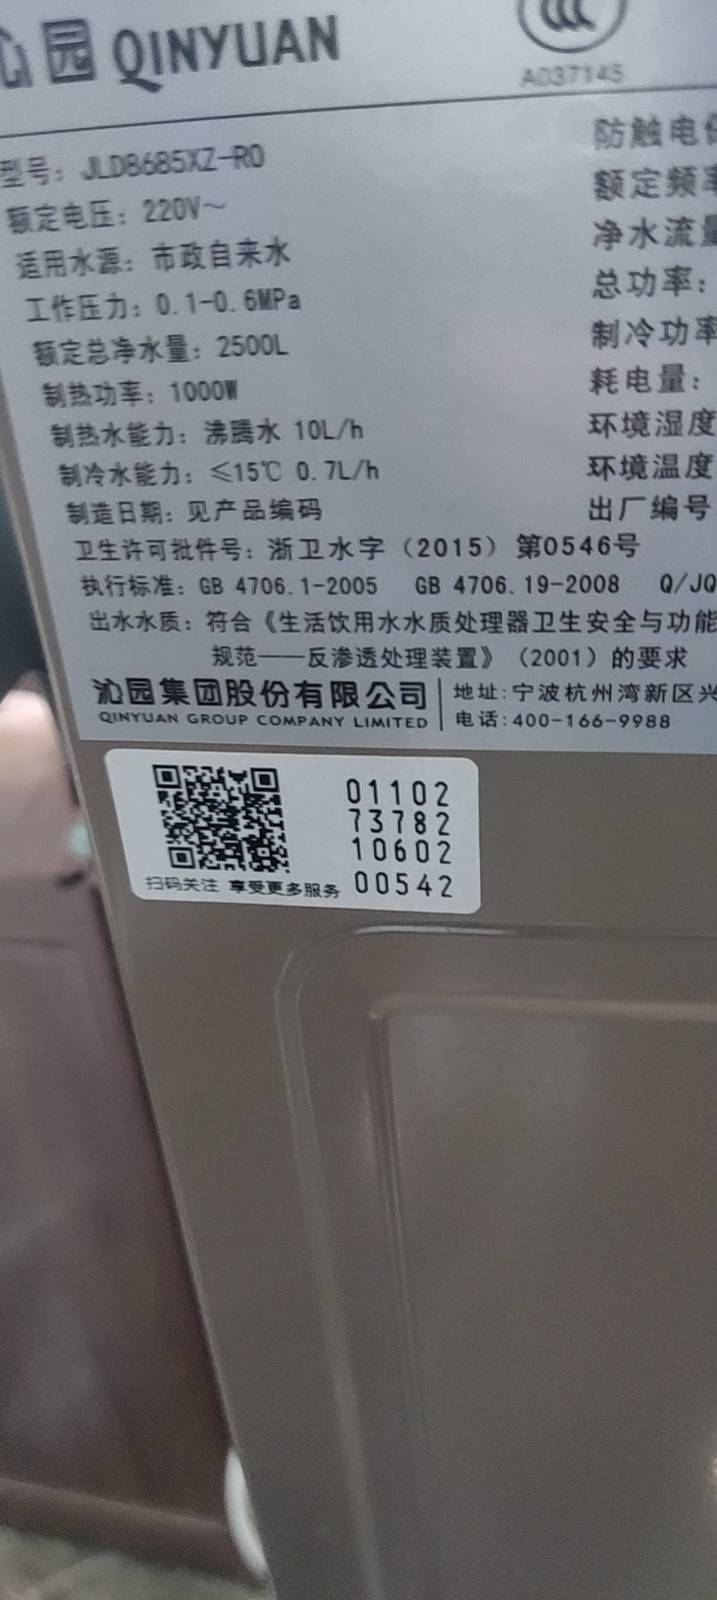 沁园 QINYUAN
A037145
型号：JLD8685XZ-RO
防触电保
额定电压：220V～
额定频率
适用水源：市政自来水
净水流量
工作压力：0.1-0.6MPa
总功率：
额定总净水量：2500L
制冷功率
制热功率：1000W
耗电量：
制热水能力：沸腾水 10L/h
环境湿度
制冷水能力：≤15℃ 0.7L/h
环境温度
制造日期：见产品编码
出厂编号
卫生许可批件号：浙卫水字（2015）第0546号
执行标准：GB 4706.1-2005 GB 4706.19-2008 Q/JQ
出水水质：符合《生活饮用水水质处理器卫生安全与功能
规范——反渗透处理装置》（2001）的要求
沁园集团股份有限公司
QINYUAN GROUP COMPANY LIMITED
地址：宁波杭州湾新区兴
电话：400-166-9988
01102
73782
10602
00542
扫码关注 享受更多服务